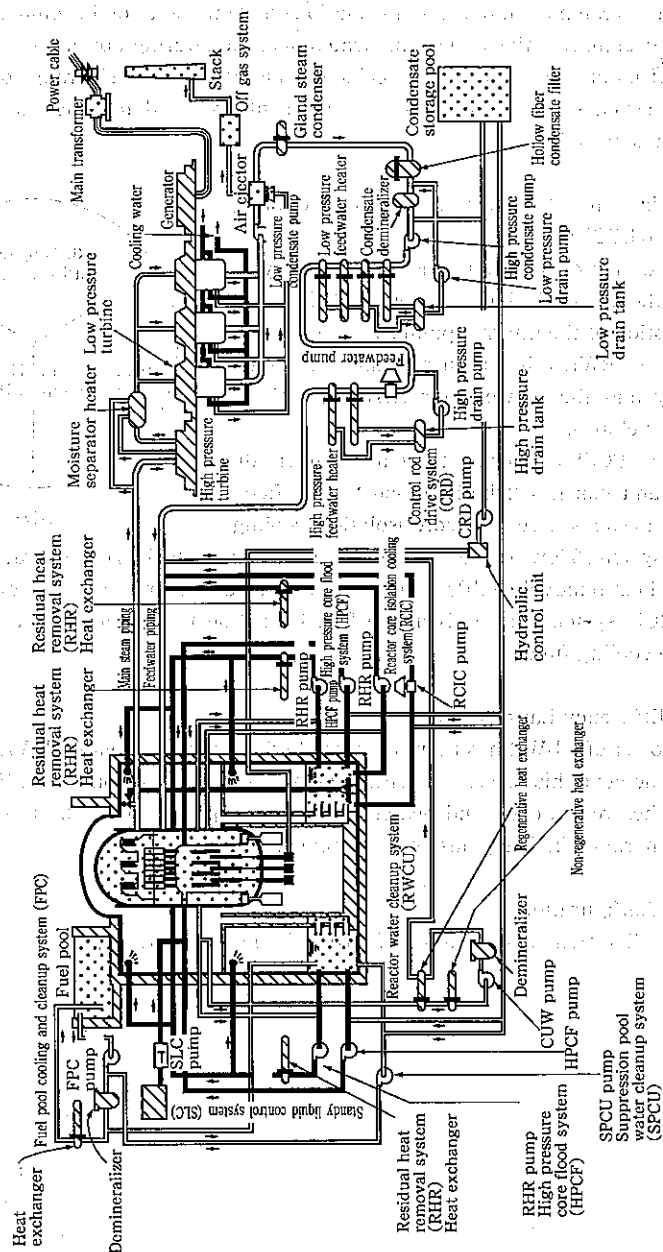 Power cable
Main transformer
Stack
Off gas system
Gland steam
condenser
Air ejector
Generator
Cooling water
Low pressure
condensate pump
Low pressure
turbine
Moisture
separator heater
High pressure
turbine
Condensate
storage pool
Hollow fiber
condensate filter
Low pressure
feedwater heater
Condensate
demineralizer
High pressure
condensate pump
Low pressure
drain pump
Low pressure
drain tank
Feedwater pump
High pressure
feedwater heater
High pressure
drain pump
High pressure
drain tank
Control rod
drive system
(CRD)
CRD pump
Hydraulic
control unit
Residual heat
removal system
(RHR)
Heat exchanger
Main steam piping
Feedwater piping
Residual heat
removal system
(RHR)
Heat exchanger
RHR pump
High pressure core flood
system (HPCF)
HPCF pump
RHR pump
Reactor core isolation cooling
system(RCIC)
RCIC pump
Fuel pool cooling and cleanup system (FPC)
Fuel pool
FPC
pump
Heat
exchanger
Demineralizer
SLC
pump
Standy liquid control system (SLC)
Reactor water cleanup system
(RWCU)
Regenerative heat exchanger
Non-regenerative heat exchanger
Demineralizer
CUW pump
HPCF pump
Residual heat
removal system
(RHR)
Heat exchanger
RHR pump
High pressure
core flood system
(HPCF)
SPCU pump
Suppression pool
water cleanup system
(SPCU)